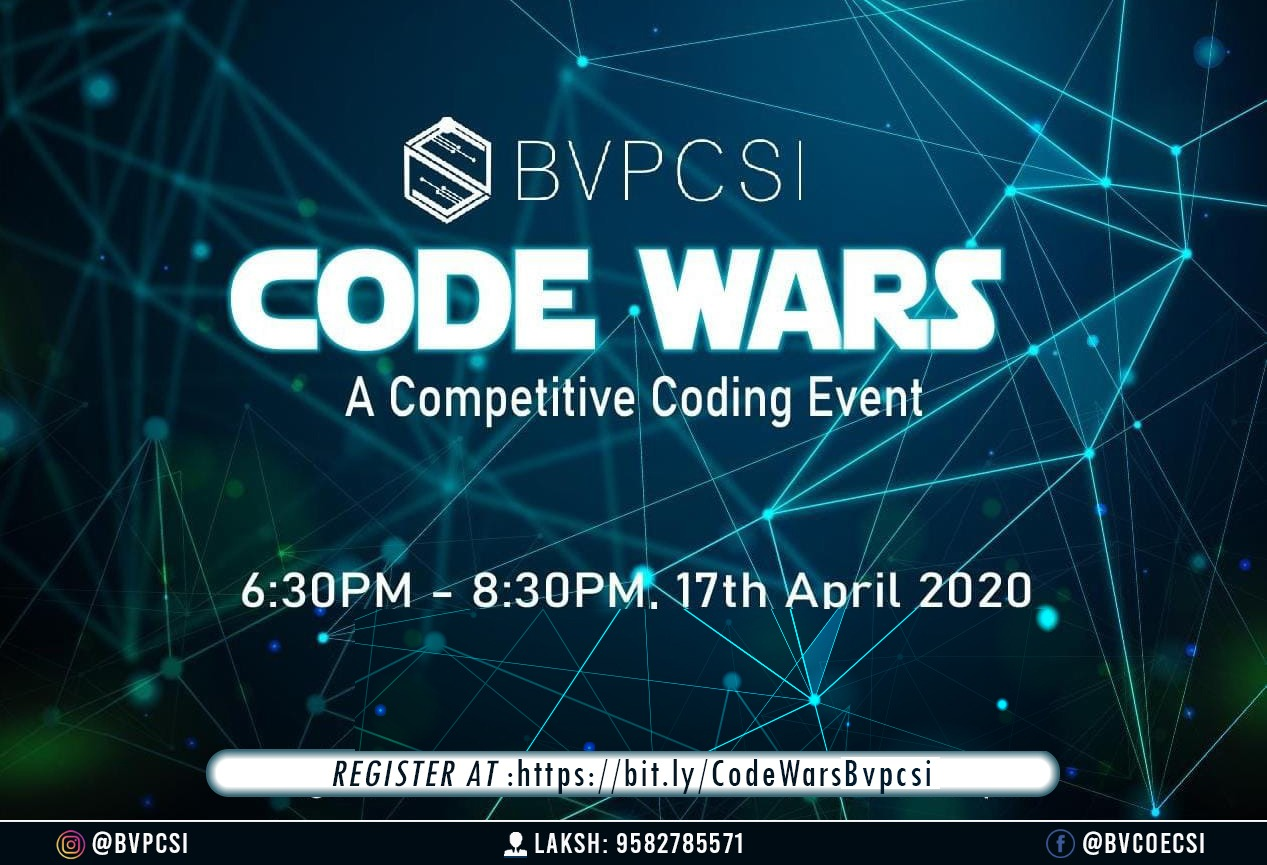 BVPCSI
CODE WARS
A Competitive Coding Event
6:30PM - 8:30PM, 17th April 2020
REGISTER AT :https://bit.ly/CodeWarsBvpcsi
@BVPCSI LAKSH: 9582785571 @BVCOECSI